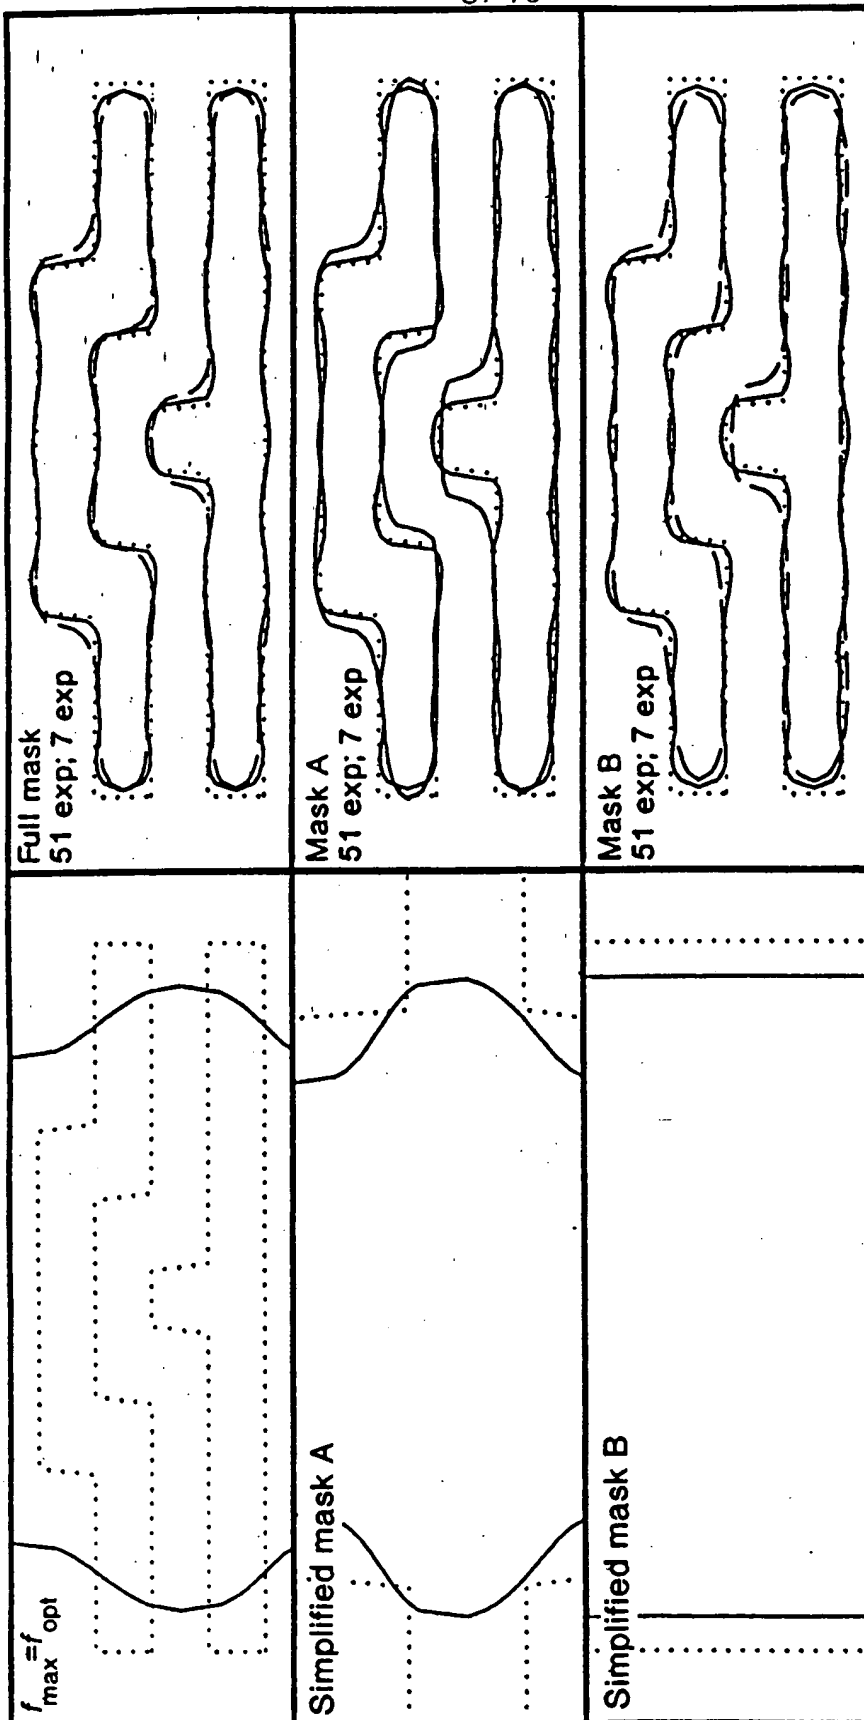 f_max=f_opt
Full mask
51 exp; 7 exp
Simplified mask A
Mask A
51 exp; 7 exp
Simplified mask B
Mask B
51 exp; 7 exp